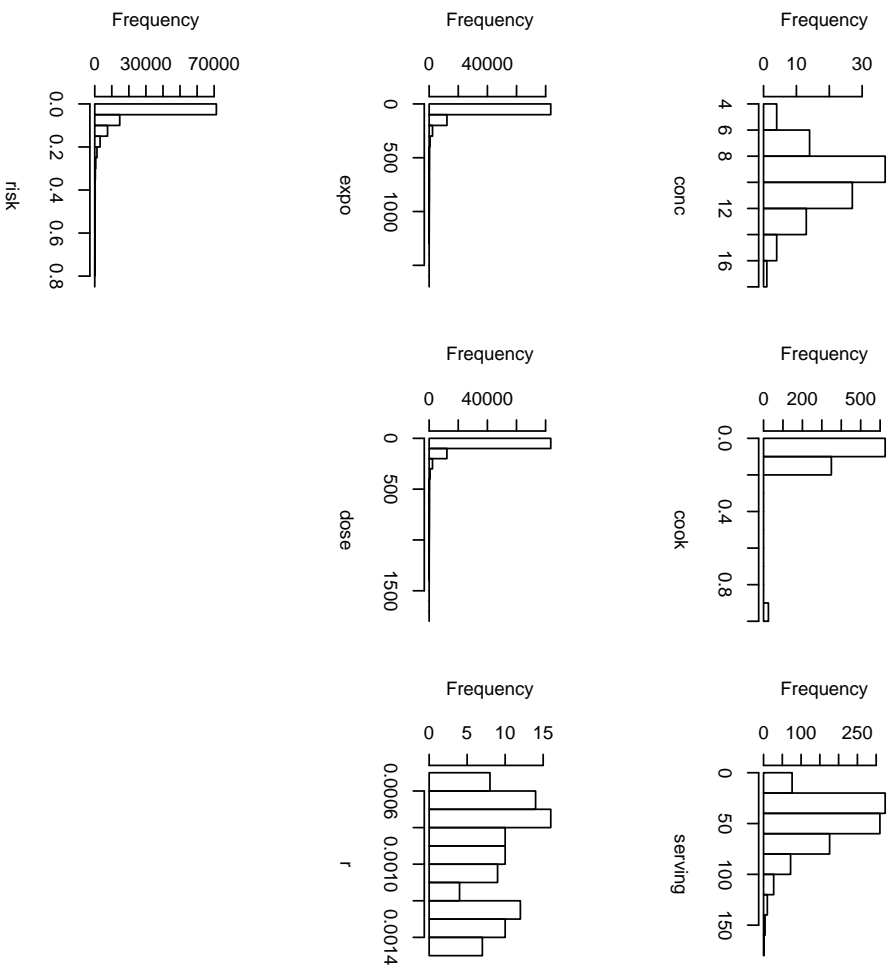 Frequency
0 10 30
4 6 8 12 16
conc
Frequency
0 200 500
0.0 0.4 0.8
cook
Frequency
0 100 250
0 50 100 150
serving
Frequency
0 40000
0 500 1000
expo
Frequency
0 40000
0 500 1500
dose
Frequency
0 5 10 15
0.0006 0.0010 0.0014
r
Frequency
0 30000 70000
0.0 0.2 0.4 0.6 0.8
risk